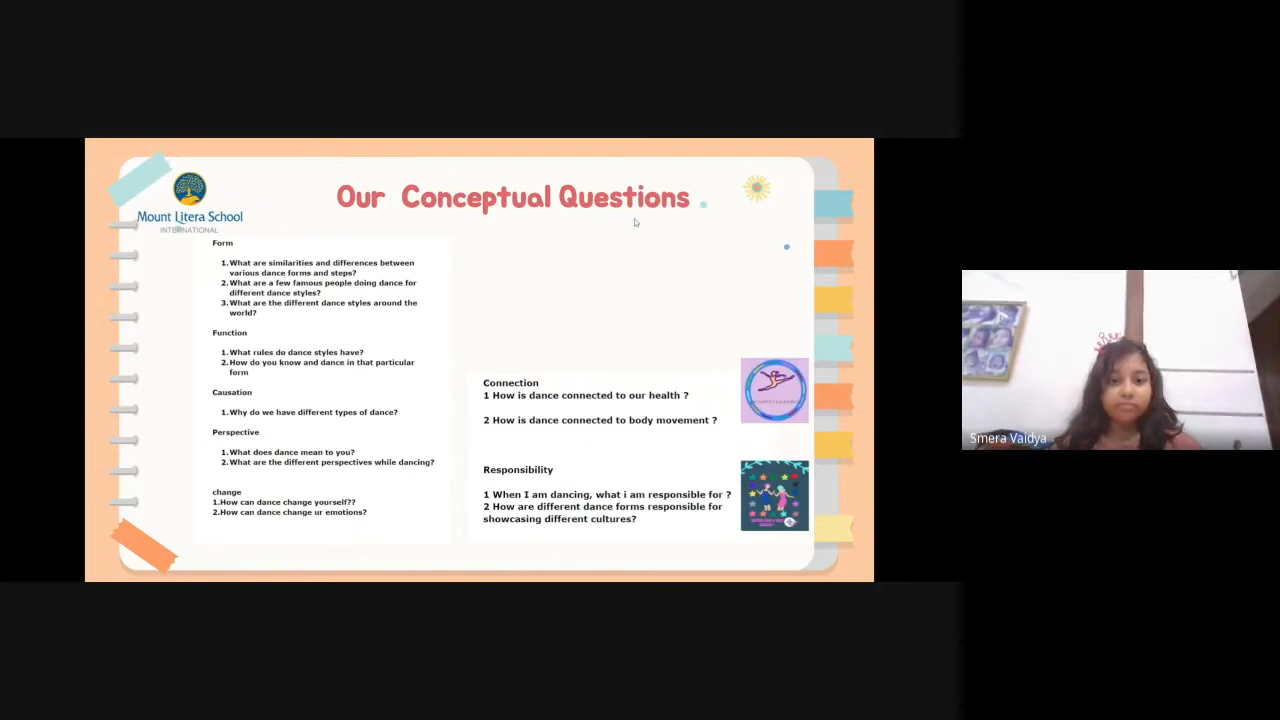 Our Conceptual Questions
Mount Litera School
INTERNATIONAL
Form
1. What are similarities and differences between
various dance forms and steps?
2. What are a few famous people doing dance for
different dance styles?
3. What are the different dance styles around the
world?
Function
1. What rules do dance styles have?
2. How do you know and dance in that particular
form
Causation
1. Why do we have different types of dance?
Perspective
1. What does dance mean to you?
2. What are the different perspectives while dancing?
change
1.How can dance change yourself??
2.How can dance change ur emotions?
Connection
1 How is dance connected to our health ?
2 How is dance connected to body movement ?
Responsibility
1 When I am dancing, what i am responsible for ?
2 How are different dance forms responsible for
showcasing different cultures?
Smera Vaidya